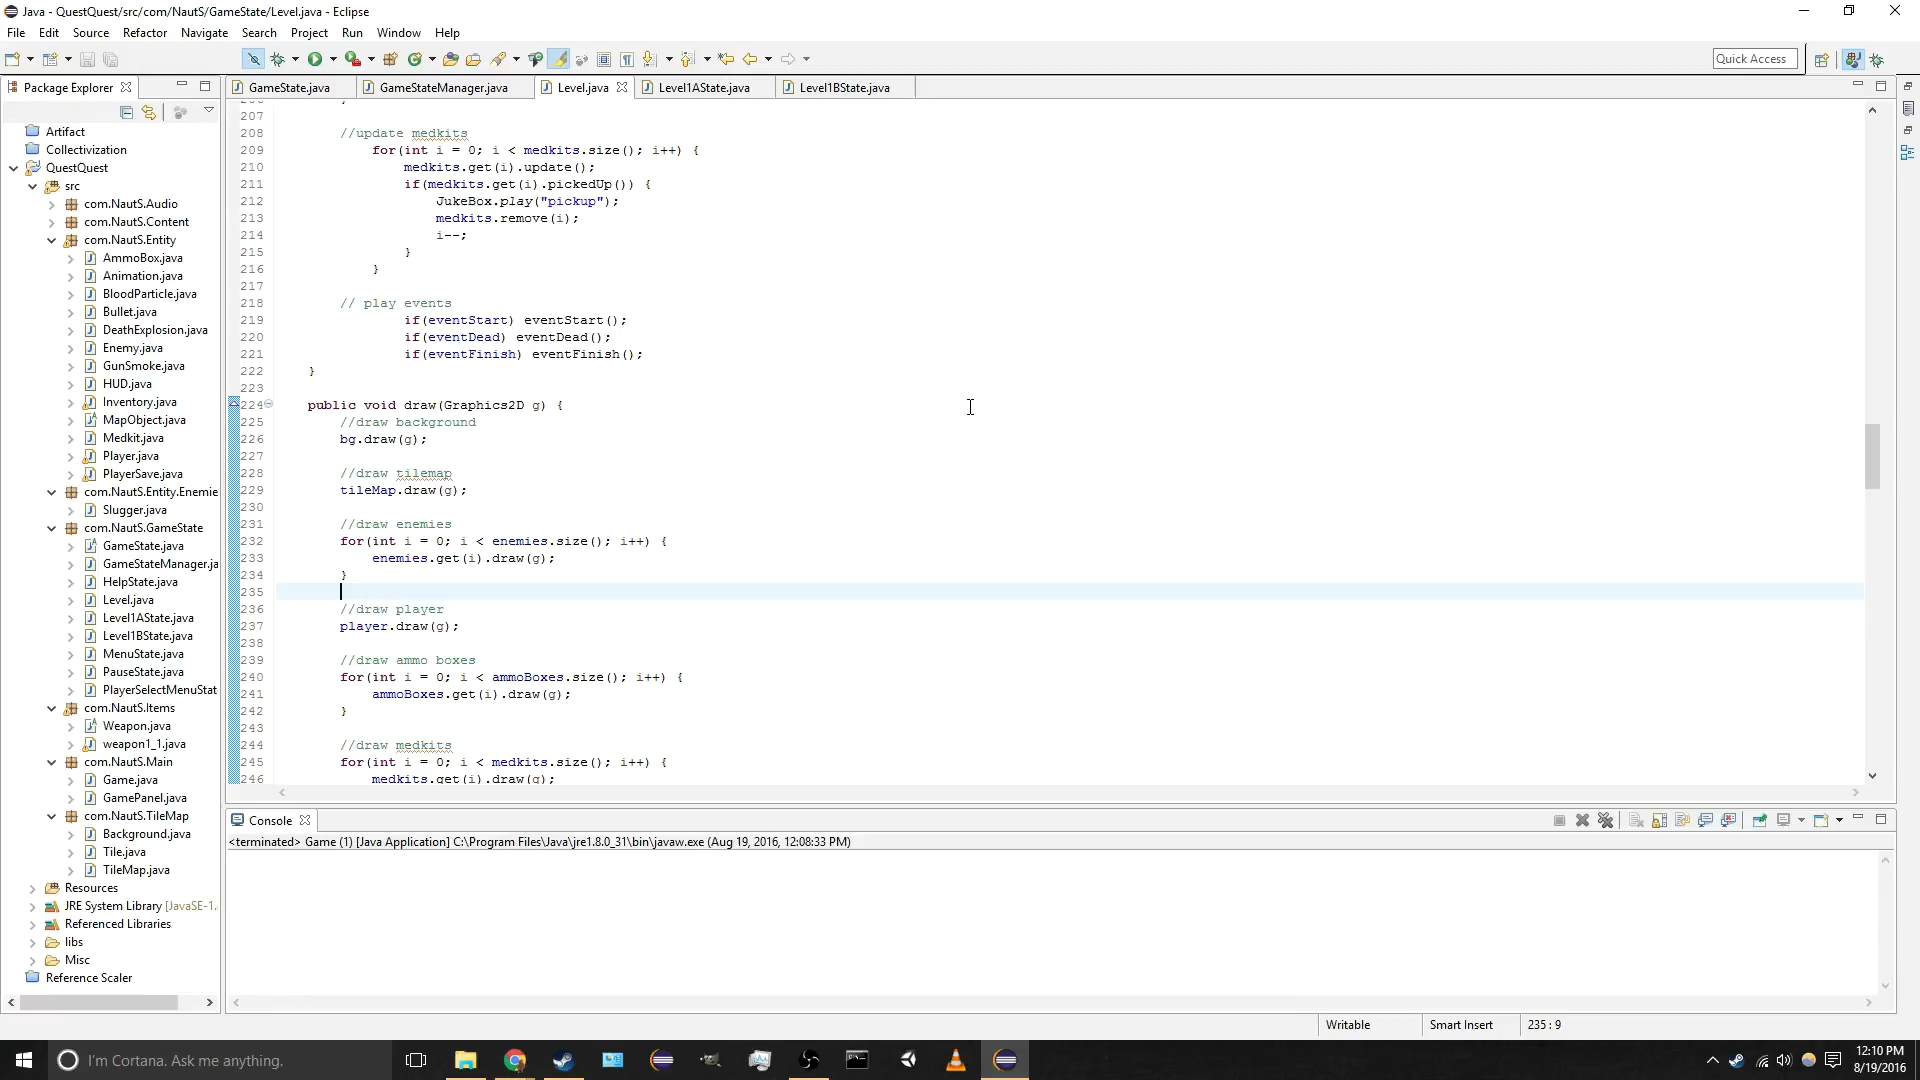 Java - QuestQuest/src/com/NautS/GameState/Level.java - Eclipse
File Edit Source Refactor Navigate Search Project Run Window Help
Quick Access
Package Explorer
GameState.java GameStateManager.java Level.java Level1AState.java Level1BState.java
Artifact
Collectivization
QuestQuest
src
com.NautS.Audio
com.NautS.Content
com.NautS.Entity
AmmoBox.java
Animation.java
BloodParticle.java
Bullet.java
DeathExplosion.java
Enemy.java
GunSmoke.java
HUD.java
Inventory.java
MapObject.java
Medkit.java
Player.java
PlayerSave.java
com.NautS.Entity.Enemie
Slugger.java
com.NautS.GameState
GameState.java
GameStateManager.ja
HelpState.java
Level.java
Level1AState.java
Level1BState.java
MenuState.java
PauseState.java
PlayerSelectMenuStat
com.NautS.Items
Weapon.java
weapon1_1.java
com.NautS.Main
Game.java
GamePanel.java
com.NautS.TileMap
Background.java
Tile.java
TileMap.java
Resources
JRE System Library [JavaSE-1.
Referenced Libraries
libs
Misc
Reference Scaler
206 }
207
208 //update medkits
209 for(int i = 0; i < medkits.size(); i++) {
210 medkits.get(i).update();
211 if(medkits.get(i).pickedUp()) {
212 JukeBox.play("pickup");
213 medkits.remove(i);
214 i--;
215 }
216 }
217
218 // play events
219 if(eventStart) eventStart();
220 if(eventDead) eventDead();
221 if(eventFinish) eventFinish();
222 }
223
224 public void draw(Graphics2D g) {
225 //draw background
226 bg.draw(g);
227
228 //draw tilemap
229 tileMap.draw(g);
230
231 //draw enemies
232 for(int i = 0; i < enemies.size(); i++) {
233 enemies.get(i).draw(g);
234 }
235
236 //draw player
237 player.draw(g);
238
239 //draw ammo boxes
240 for(int i = 0; i < ammoBoxes.size(); i++) {
241 ammoBoxes.get(i).draw(g);
242 }
243
244 //draw medkits
245 for(int i = 0; i < medkits.size(); i++) {
246 medkits.get(i).draw(g);
Console
<terminated> Game (1) [Java Application] C:\Program Files\Java\jre1.8.0_31\bin\javaw.exe (Aug 19, 2016, 12:08:33 PM)
Writable Smart Insert 235 : 9
I'm Cortana. Ask me anything.
12:10 PM
8/19/2016